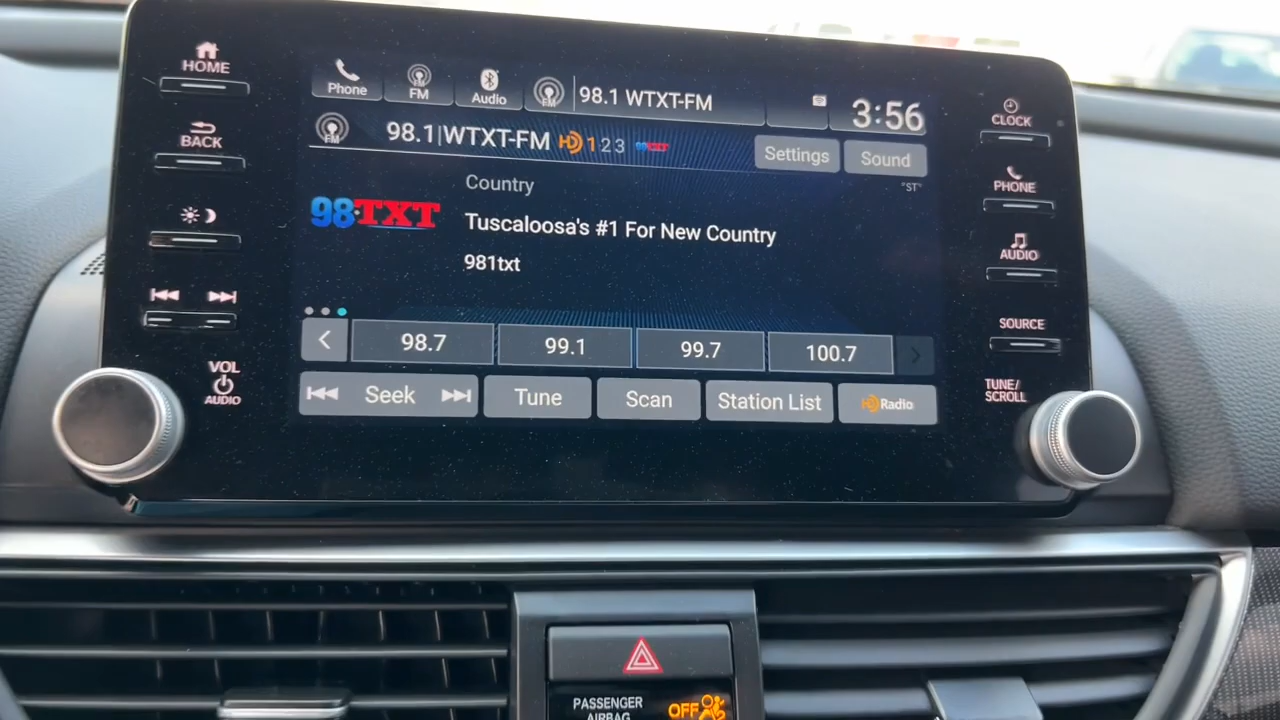 HOME
BACK
VOL
AUDIO
Phone
FM
Audio
FM
98.1 WTXT-FM
3:56
FM
98.1|WTXT-FM HD 1 2 3
Settings
Sound
"ST"
Country
98TXT
Tuscaloosa's #1 For New Country
981txt
98.7
99.1
99.7
100.7
Seek
Tune
Scan
Station List
HD Radio
CLOCK
PHONE
AUDIO
SOURCE
TUNE/
SCROLL
PASSENGER
AIRBAG
OFF